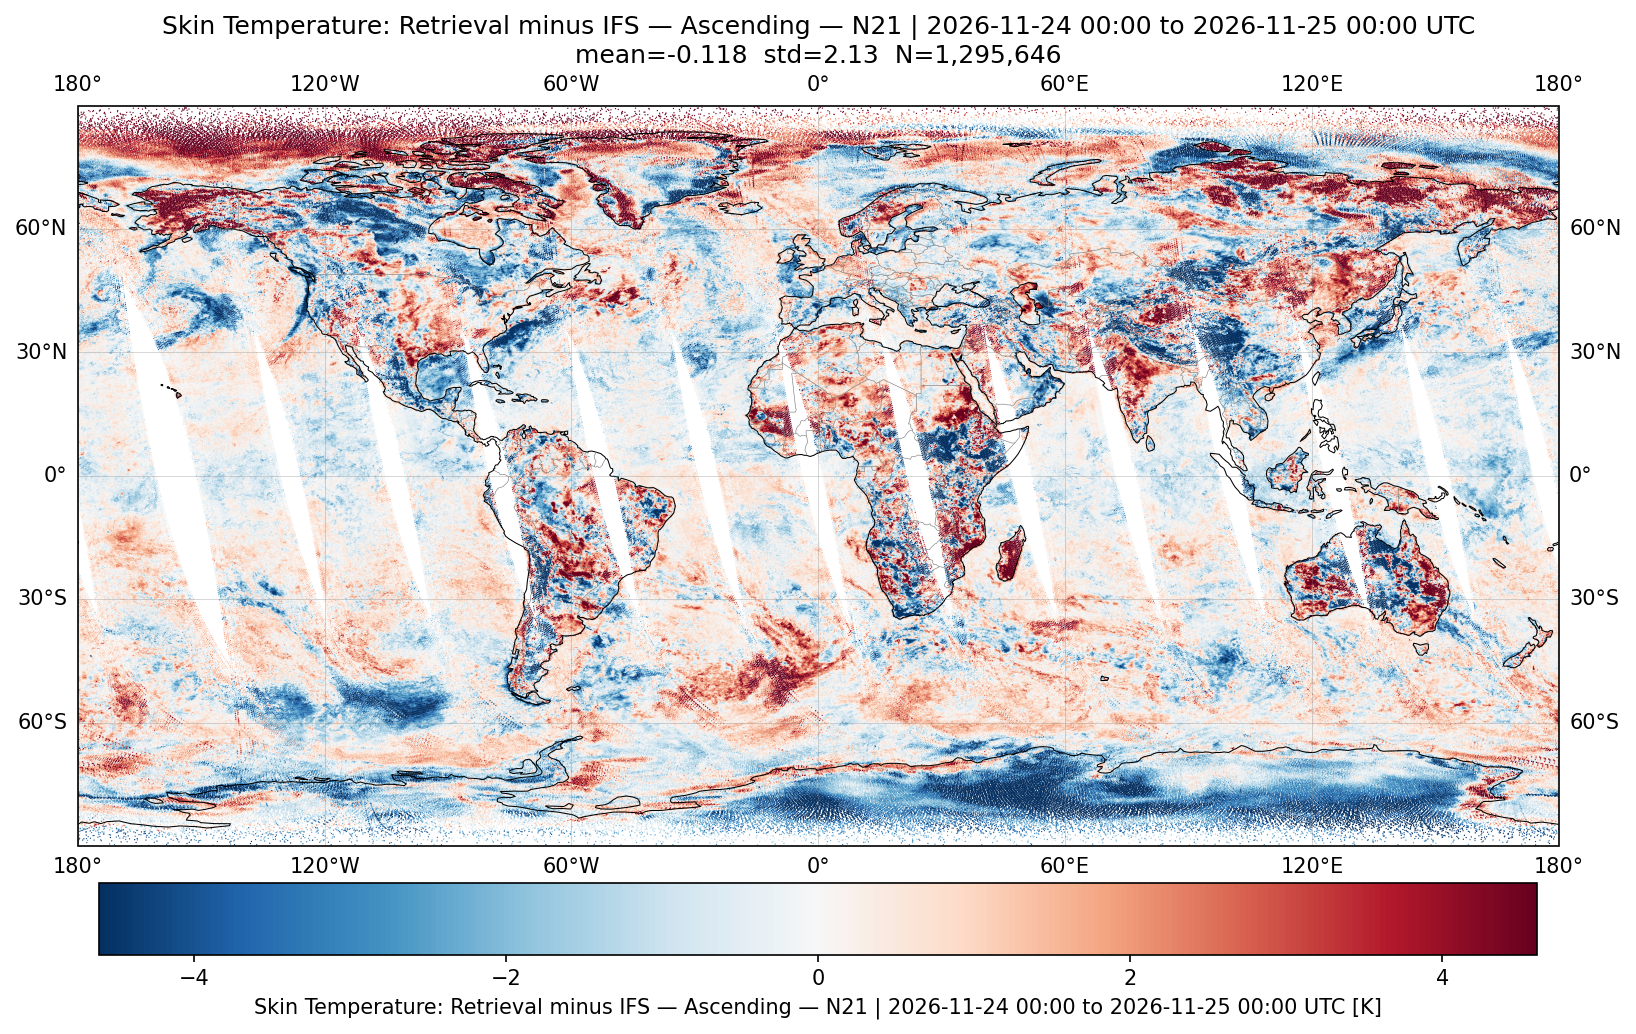 Skin Temperature: Retrieval minus IFS — Ascending — N21 | 2026-11-24 00:00 to 2026-11-25 00:00 UTC
mean=-0.118  std=2.13  N=1,295,646
180° 120°W 60°W 0° 60°E 120°E 180°
60°N 60°N
30°N 30°N
0° 0°
30°S 30°S
60°S 60°S
180° 120°W 60°W 0° 60°E 120°E 180°
−4 −2 0 2 4
Skin Temperature: Retrieval minus IFS — Ascending — N21 | 2026-11-24 00:00 to 2026-11-25 00:00 UTC [K]